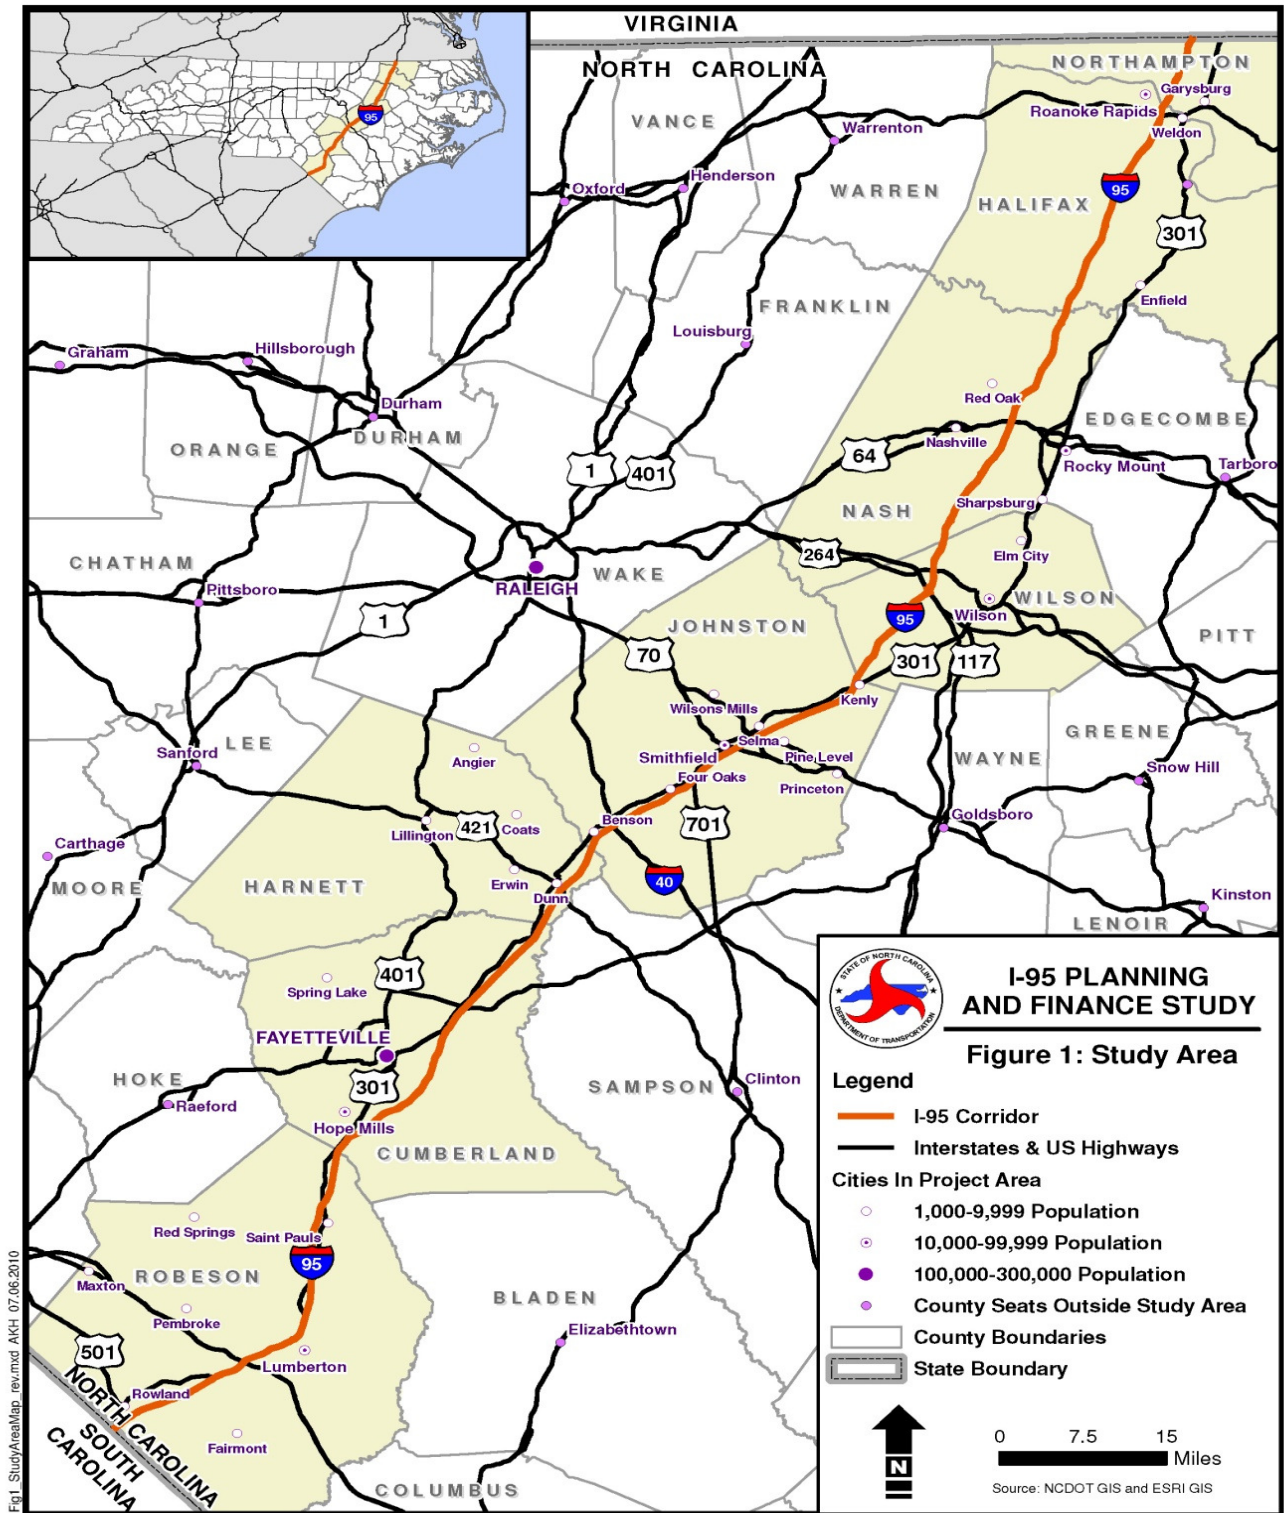 VIRGINIA
NORTH CAROLINA
95
NORTHAMPTON
Garysburg
Roanoke Rapids
Weldon
VANCE
Warrenton
Henderson
Oxford
WARREN
95
HALIFAX
301
Enfield
FRANKLIN
Louisburg
Graham
Hillsborough
Durham
DURHAM
ORANGE
Red Oak
EDGECOMBE
Nashville
64
1
401
Rocky Mount
Tarboro
Sharpsburg
NASH
Elm City
264
CHATHAM
WAKE
RALEIGH
Pittsboro
WILSON
Wilson
95
1
JOHNSTON
PITT
70
301
117
Kenly
Wilsons Mills
Selma
Smithfield
Pine Level
Four Oaks
Princeton
GREENE
WAYNE
Snow Hill
LEE
Sanford
Angier
Goldsboro
Benson
701
421
Coats
Lillington
Carthage
MOORE
HARNETT
Erwin
Dunn
40
Kinston
LENOIR
401
Spring Lake
FAYETTEVILLE
301
HOKE
Raeford
SAMPSON
Clinton
Hope Mills
CUMBERLAND
Red Springs
Saint Pauls
95
Maxton
ROBESON
Pembroke
BLADEN
Elizabethtown
501
Lumberton
Rowland
Fairmont
NORTH CAROLINA
SOUTH
CAROLINA
COLUMBUS
STATE OF NORTH CAROLINA
DEPARTMENT OF TRANSPORTATION
I-95 PLANNING
AND FINANCE STUDY
Figure 1: Study Area
Legend
I-95 Corridor
Interstates & US Highways
Cities In Project Area
1,000-9,999 Population
10,000-99,999 Population
100,000-300,000 Population
County Seats Outside Study Area
County Boundaries
State Boundary
N
0 7.5 15
Miles
Source: NCDOT GIS and ESRI GIS
Fig1_StudyAreaMap_rev.mxd AKH 07.06.2010